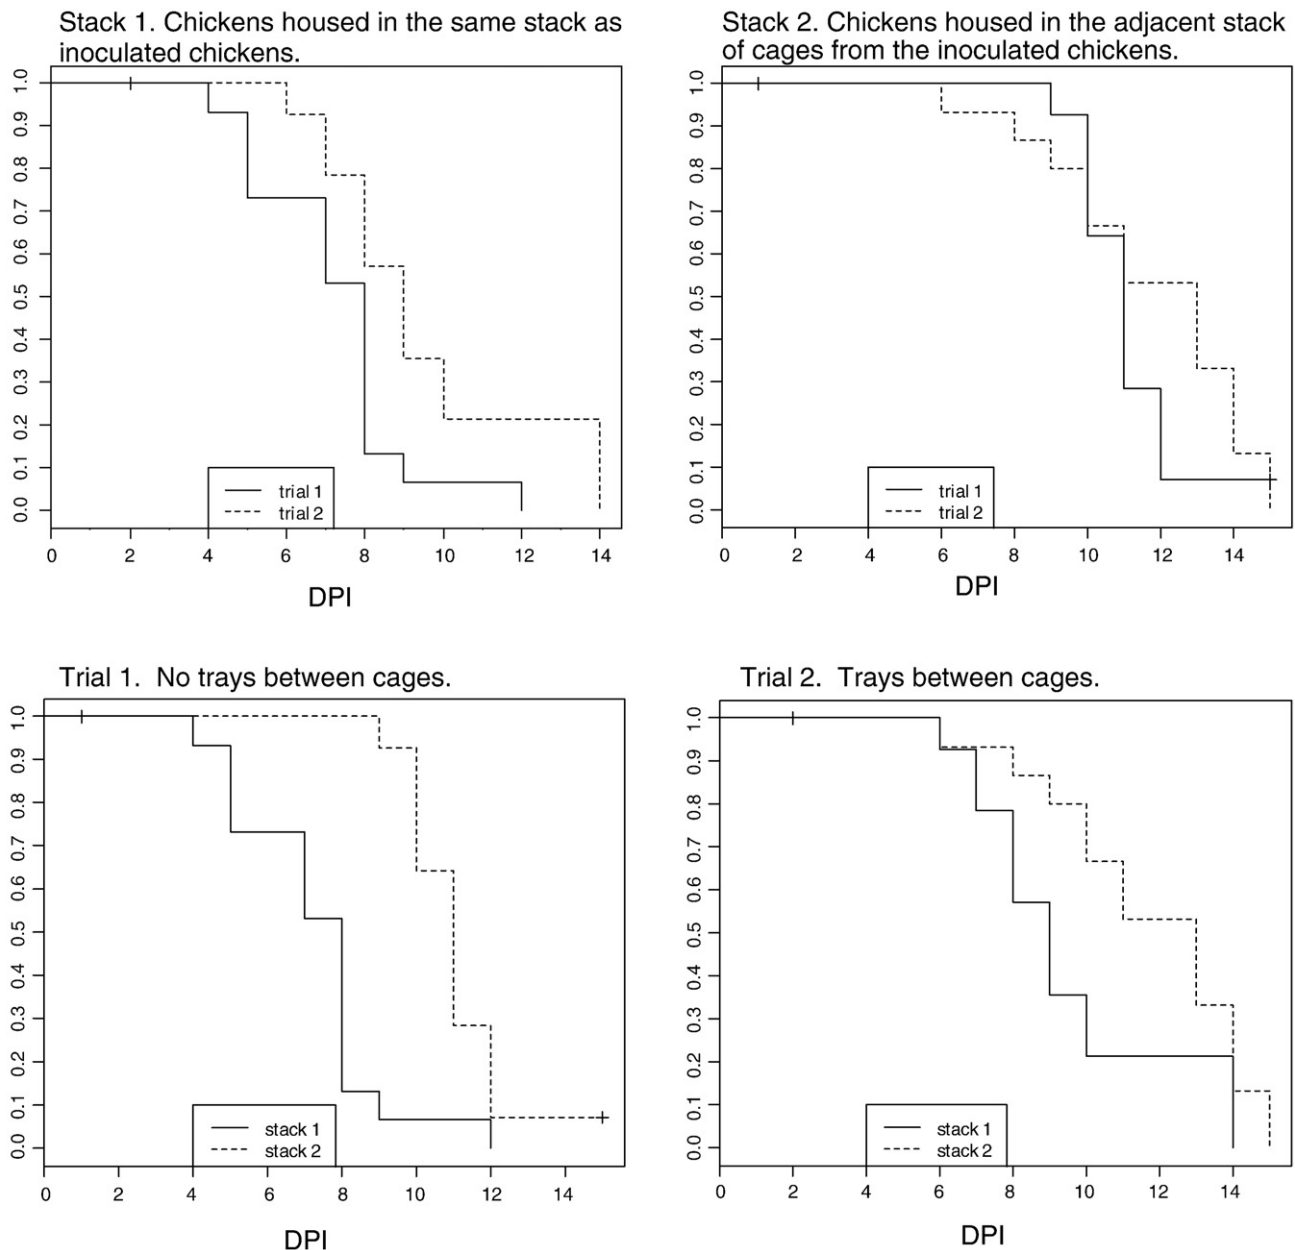 Stack 1. Chickens housed in the same stack as
inoculated chickens.
1.0
0.9
0.8
0.7
0.6
0.5
0.4
0.3
0.2
0.1
0.0
trial 1
trial 2
0 2 4 6 8 10 12 14
DPI
Stack 2. Chickens housed in the adjacent stack
of cages from the inoculated chickens.
1.0
0.9
0.8
0.7
0.6
0.5
0.4
0.3
0.2
0.1
0.0
trial 1
trial 2
0 2 4 6 8 10 12 14
DPI
Trial 1. No trays between cages.
1.0
0.9
0.8
0.7
0.6
0.5
0.4
0.3
0.2
0.1
0.0
stack 1
stack 2
0 2 4 6 8 10 12 14
DPI
Trial 2. Trays between cages.
1.0
0.9
0.8
0.7
0.6
0.5
0.4
0.3
0.2
0.1
0.0
stack 1
stack 2
0 2 4 6 8 10 12 14
DPI